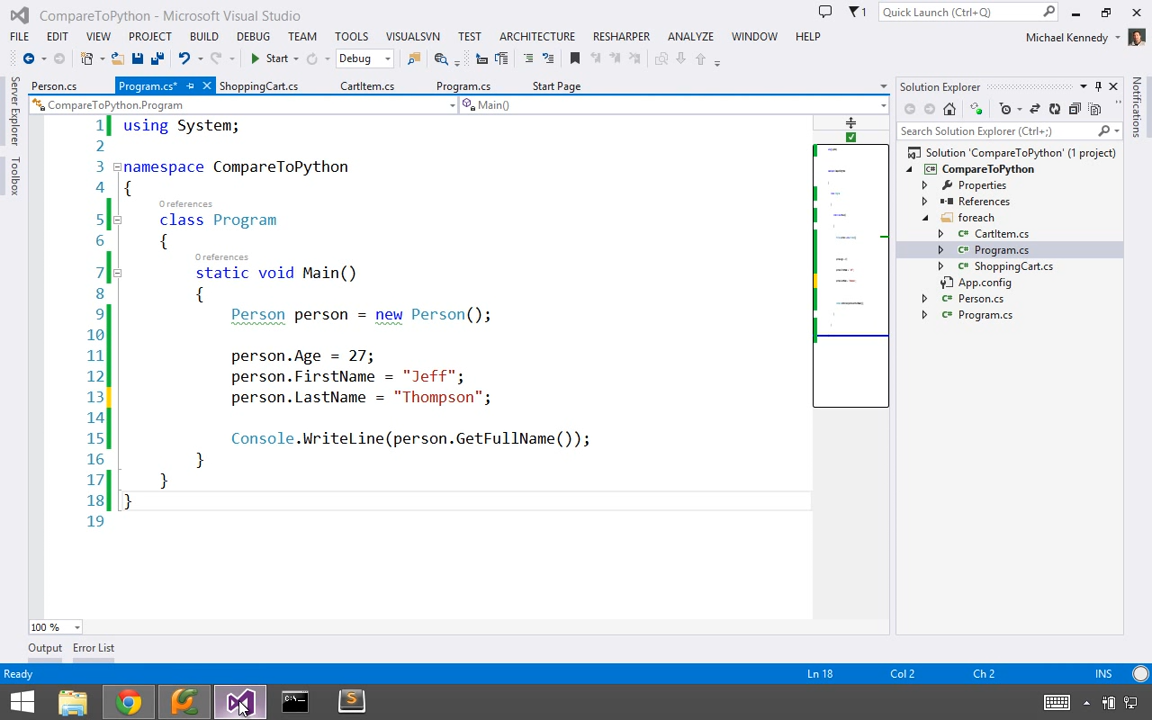 CompareToPython - Microsoft Visual Studio
1
Quick Launch (Ctrl+Q)
FILE EDIT VIEW PROJECT BUILD DEBUG TEAM TOOLS VISUALSVN TEST ARCHITECTURE RESHARPER ANALYZE WINDOW HELP
Michael Kennedy
Start
Debug
Server Explorer
Toolbox
Person.cs Program.cs* ShoppingCart.cs CartItem.cs Program.cs Start Page
CompareToPython.Program Main()
1 using System;
2
3 namespace CompareToPython
4 {
0 references
5 class Program
6 {
0 references
7 static void Main()
8 {
9 Person person = new Person();
10
11 person.Age = 27;
12 person.FirstName = "Jeff";
13 person.LastName = "Thompson";
14
15 Console.WriteLine(person.GetFullName());
16 }
17 }
18 }
19
100 %
Output Error List
Solution Explorer
Search Solution Explorer (Ctrl+;)
Solution 'CompareToPython' (1 project)
C# CompareToPython
Properties
References
foreach
C# CartItem.cs
C# Program.cs
C# ShoppingCart.cs
App.config
C# Person.cs
C# Program.cs
Notifications
Ready Ln 18 Col 2 Ch 2 INS